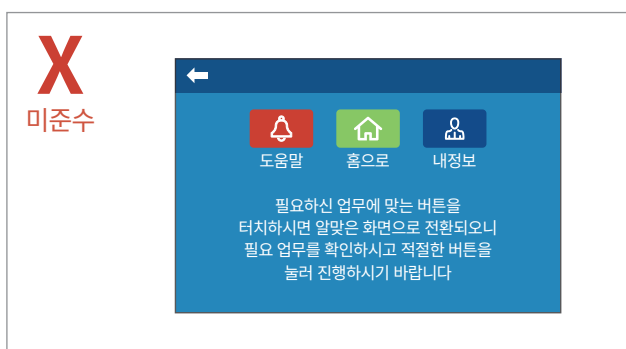 X
미준수
도움말
홈으로
내정보
필요하신 업무에 맞는 버튼을
터치하시면 알맞은 화면으로 전환되오니
필요 업무를 확인하시고 적절한 버튼을
눌러 진행하시기 바랍니다